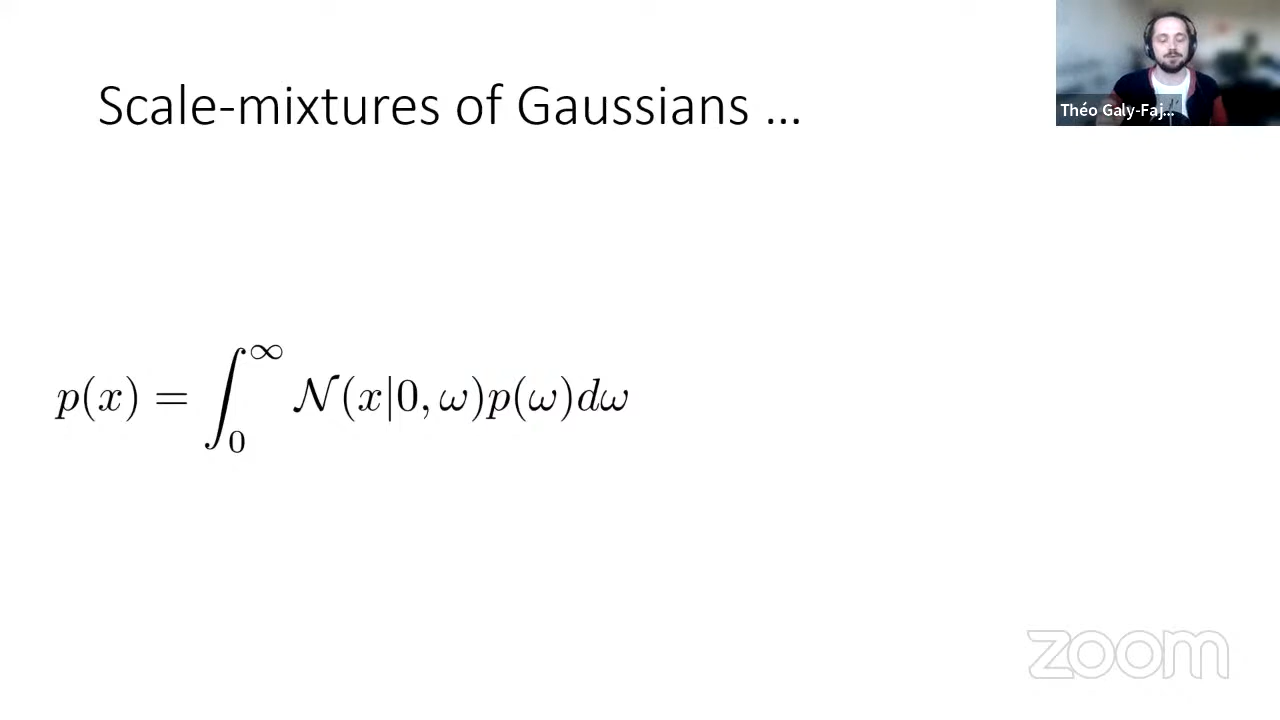 Scale-mixtures of Gaussians ...
Théo Galy-Faj...
p(x) = ∫₀^∞ 𝒩(x|0, ω)p(ω)dω
zoom